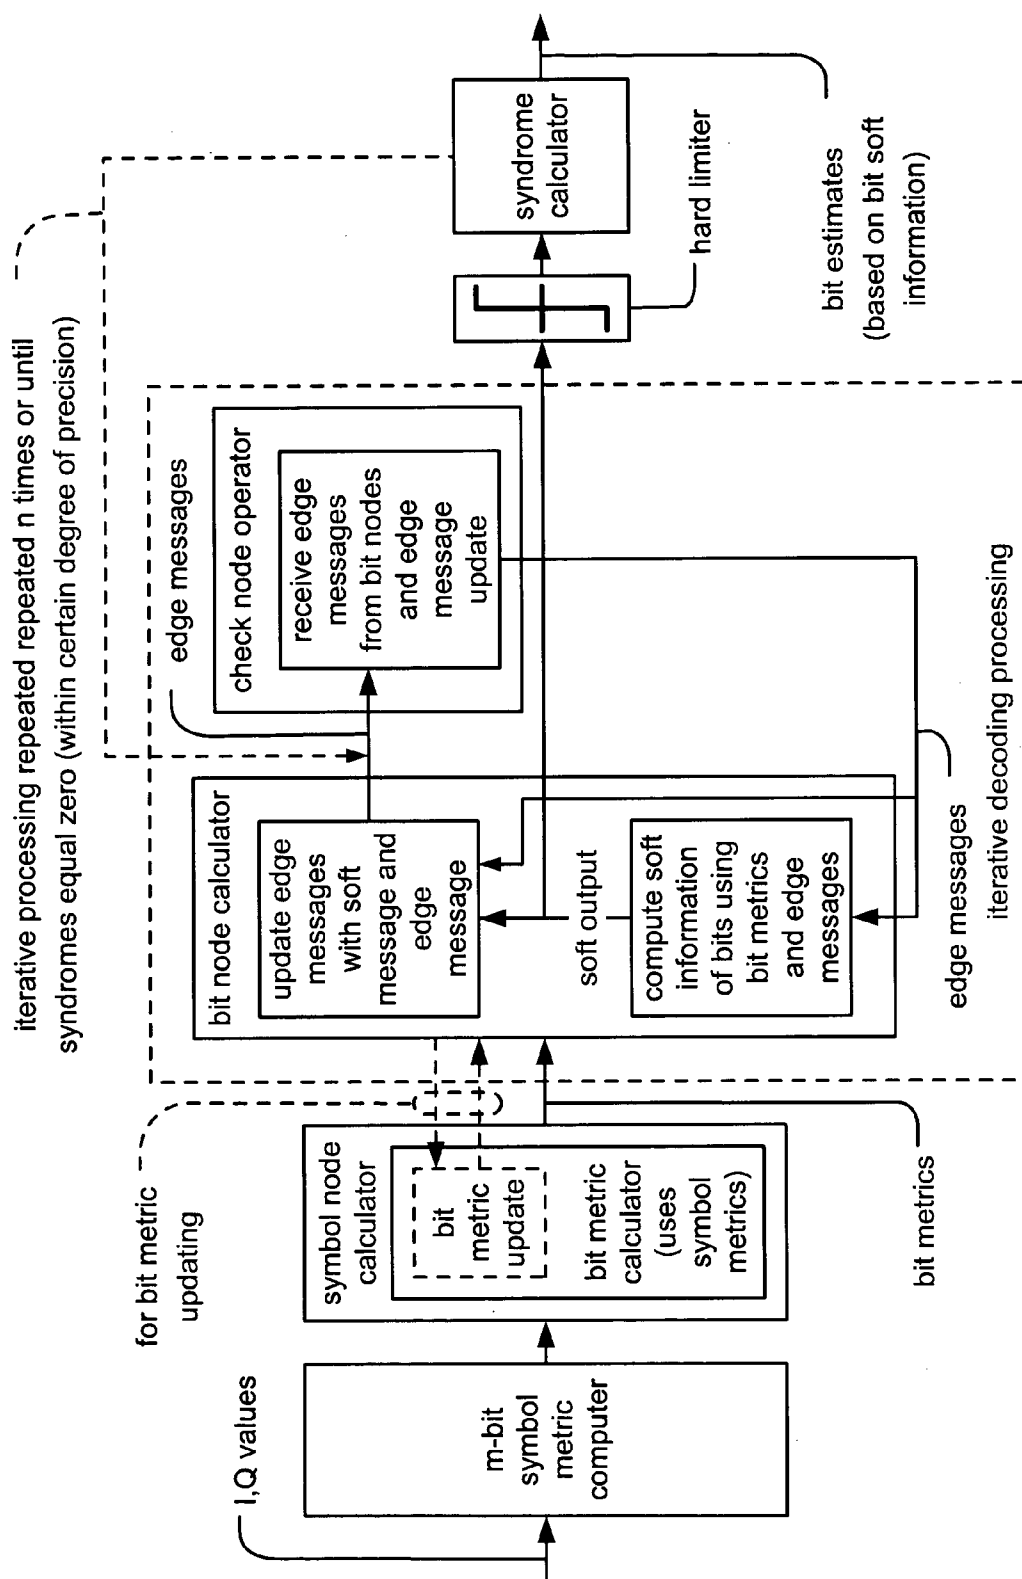 iterative processing repeated repeated n times or until
syndromes equal zero (within certain degree of precision)
for bit metric
updating
I,Q values
m-bit
symbol
metric
computer
symbol node
calculator
bit
metric
update
bit metric
calculator
(uses
symbol
metrics)
bit metrics
bit node calculator
update edge
messages
with soft
message and
edge
message
soft output
compute soft
information
of bits using
bit metrics
and edge
messages
edge messages
check node operator
receive edge
messages
from bit nodes
and edge
message
update
edge messages
iterative decoding processing
hard limiter
syndrome
calculator
bit estimates
(based on bit soft
information)